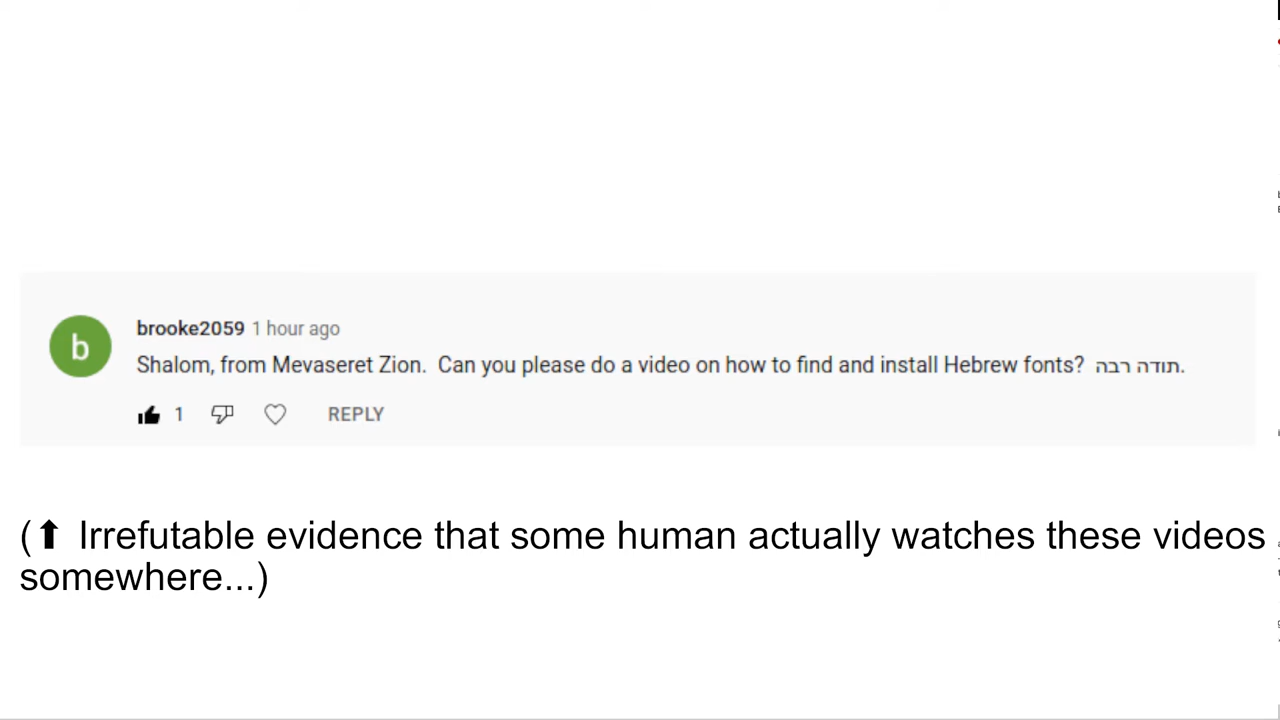 b
brooke2059 1 hour ago
Shalom, from Mevaseret Zion.  Can you please do a video on how to find and install Hebrew fonts?  תודה רבה.
1 REPLY
(⬆ Irrefutable evidence that some human actually watches these videos
somewhere...)